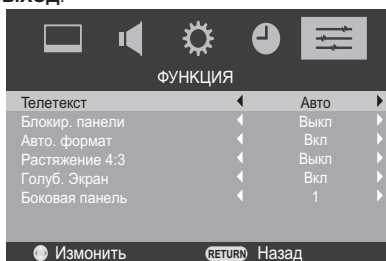 ВЫХОД.
ФУНКЦИЯ
Телетекст Авто
Блокир. панели Выкл
Авто. формат Вкл
Растяжение 4:3 Выкл
Голуб. Экран Вкл
Боковая панель 1
Измонить RETURN Назад